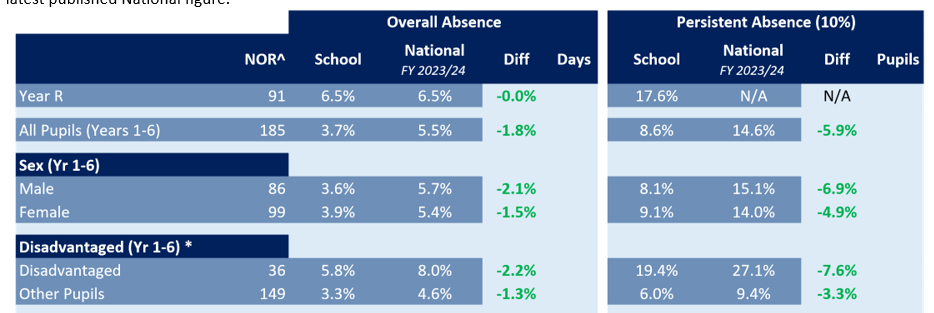 latest published National figure.
Overall Absence Persistent Absence (10%)
NOR^ School National FY 2023/24 Diff Days School National FY 2023/24 Diff Pupils
Year R 91 6.5% 6.5% -0.0% 17.6% N/A N/A
All Pupils (Years 1-6) 185 3.7% 5.5% -1.8% 8.6% 14.6% -5.9%
Sex (Yr 1-6)
Male 86 3.6% 5.7% -2.1% 8.1% 15.1% -6.9%
Female 99 3.9% 5.4% -1.5% 9.1% 14.0% -4.9%
Disadvantaged (Yr 1-6) *
Disadvantaged 36 5.8% 8.0% -2.2% 19.4% 27.1% -7.6%
Other Pupils 149 3.3% 4.6% -1.3% 6.0% 9.4% -3.3%